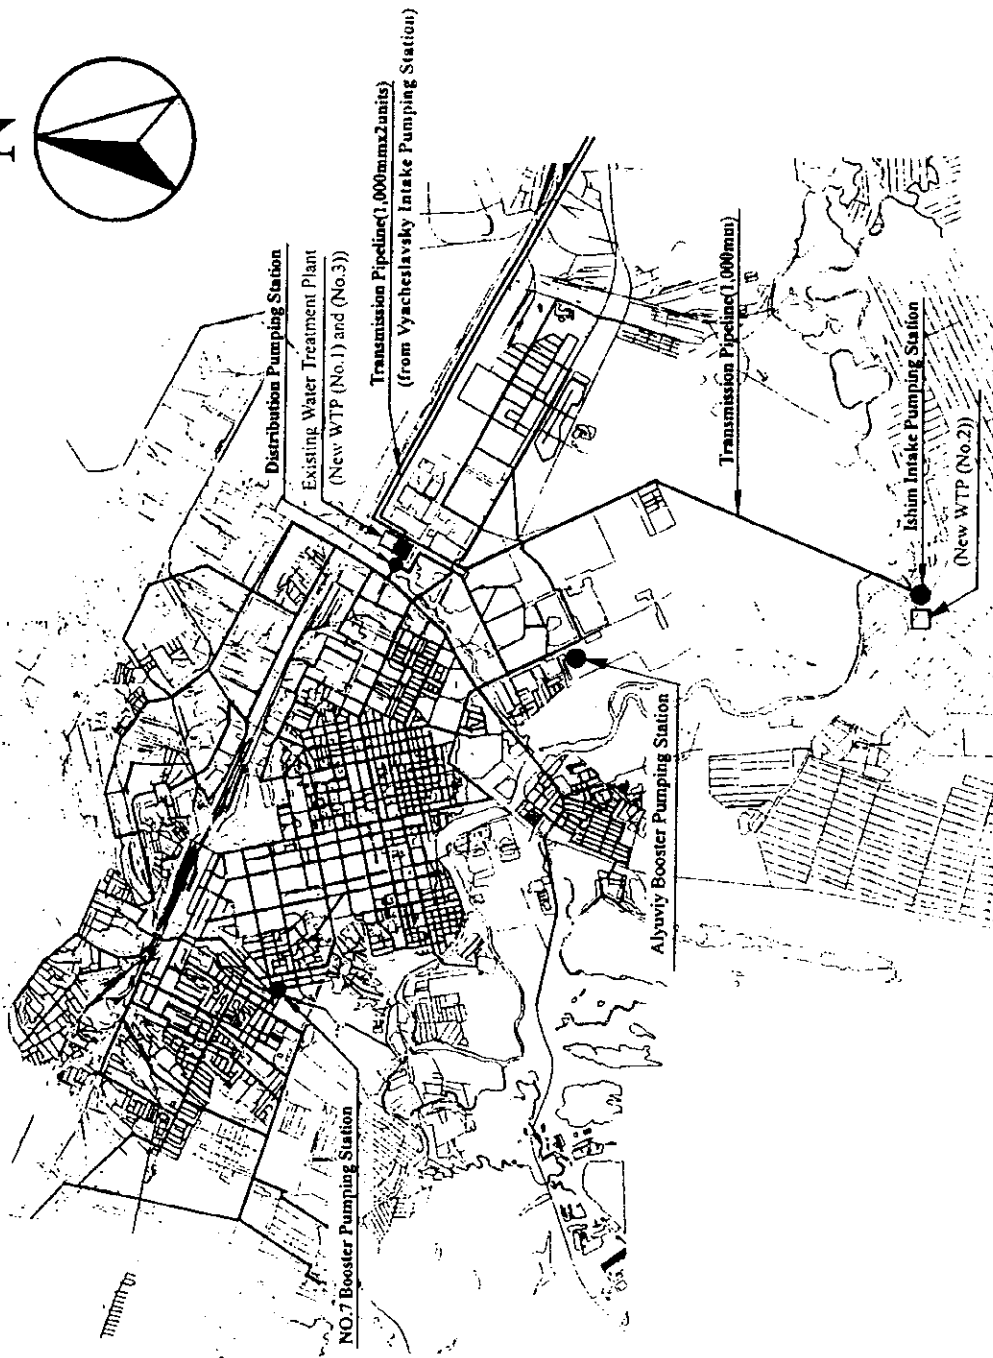 N
Distribution Pumping Station
Existing Water Treatment Plant
(New WTP (No.1) and (No.3))
Transmission Pipeline(1,000mmx2units)
(from Vyacheslavsky Intake Pumping Station)
Transmission Pipeline(1,000mm)
Ishim Intake Pumping Station
(New WTP (No.2))
Alyuviy Booster Pumping Station
NO.7 Booster Pumping Station